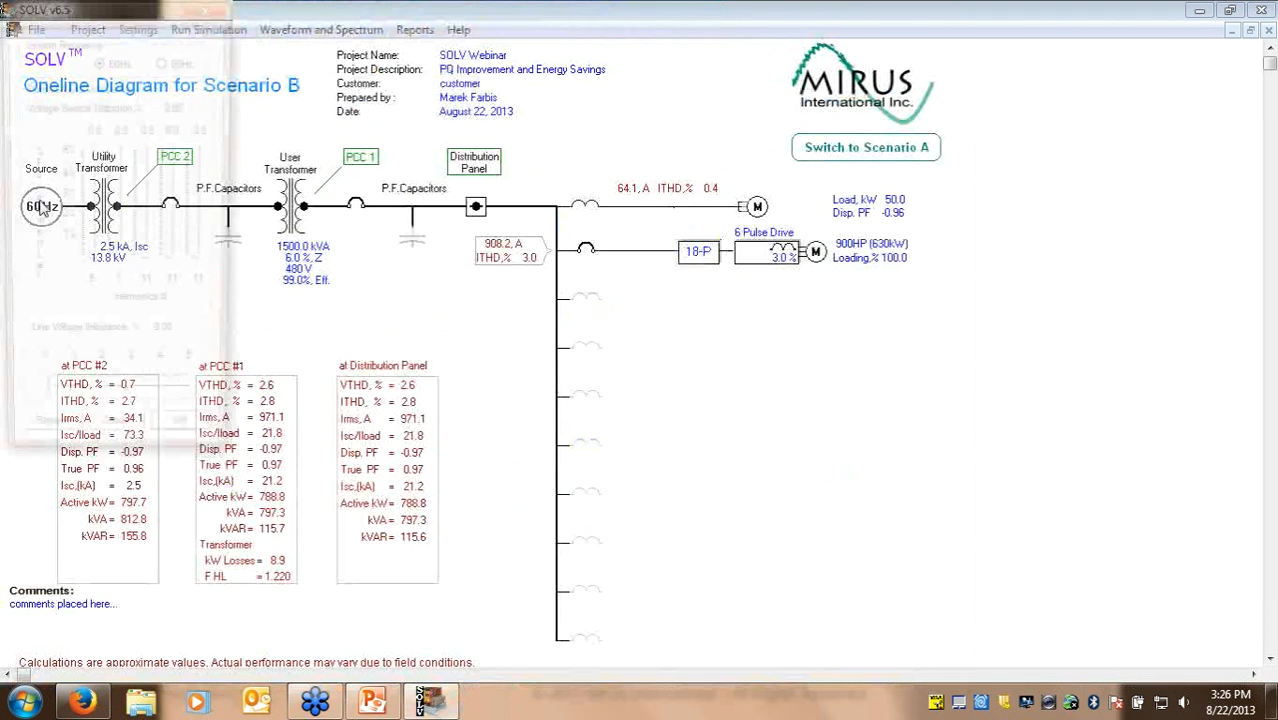 SOLV v6.5
File Project Settings Run Simulation Waveform and Spectrum Reports Help
SOLV™
Oneline Diagram for Scenario B
Project Name: SOLV Webinar
Project Description: PQ Improvement and Energy Savings
Customer: customer
Prepared by : Marek Farbis
Date: August 22, 2013
MIRUS
International Inc.
Switch to Scenario A
Source
60Hz
Utility
Transformer
PCC 2
2.5 kA, Isc
13.8 kV
P.F.Capacitors
User
Transformer
PCC 1
1500.0 kVA
6.0 %, Z
480 V
99.0%, Eff.
P.F.Capacitors
Distribution
Panel
64.1, A ITHD,% 0.4
M
Load, kW 50.0
Disp. PF -0.96
908.2, A
ITHD,% 3.0
18-P
6 Pulse Drive
3.0 %
M
900HP (630kW)
Loading,% 100.0
Voltage Source Distortion
Harmonics #
Line Voltage Imbalance, % 0.00
at PCC #2
VTHD, % = 0.7
ITHD, % = 2.7
Irms, A = 34.1
Isc/Iload = 73.3
Disp. PF = -0.97
True PF = 0.96
Isc,(kA) = 2.5
Active kW= 797.7
kVA = 812.8
kVAR = 155.8
at PCC #1
VTHD, % = 2.6
ITHD, % = 2.8
Irms, A = 971.1
Isc/Iload = 21.8
Disp. PF = -0.97
True PF = 0.97
Isc,(kA) = 21.2
Active kW = 788.8
kVA = 797.3
kVAR = 115.7
Transformer
kW Losses = 8.9
F HL = 1.220
at Distribution Panel
VTHD, % = 2.6
ITHD, % = 2.8
Irms, A = 971.1
Isc/Iload = 21.8
Disp. PF = -0.97
True PF = 0.97
Isc,(kA) = 21.2
Active kW = 788.8
kVA = 797.3
kVAR = 115.6
Comments:
comments placed here...
Calculations are approximate values. Actual performance may vary due to field conditions.
3:26 PM
8/22/2013